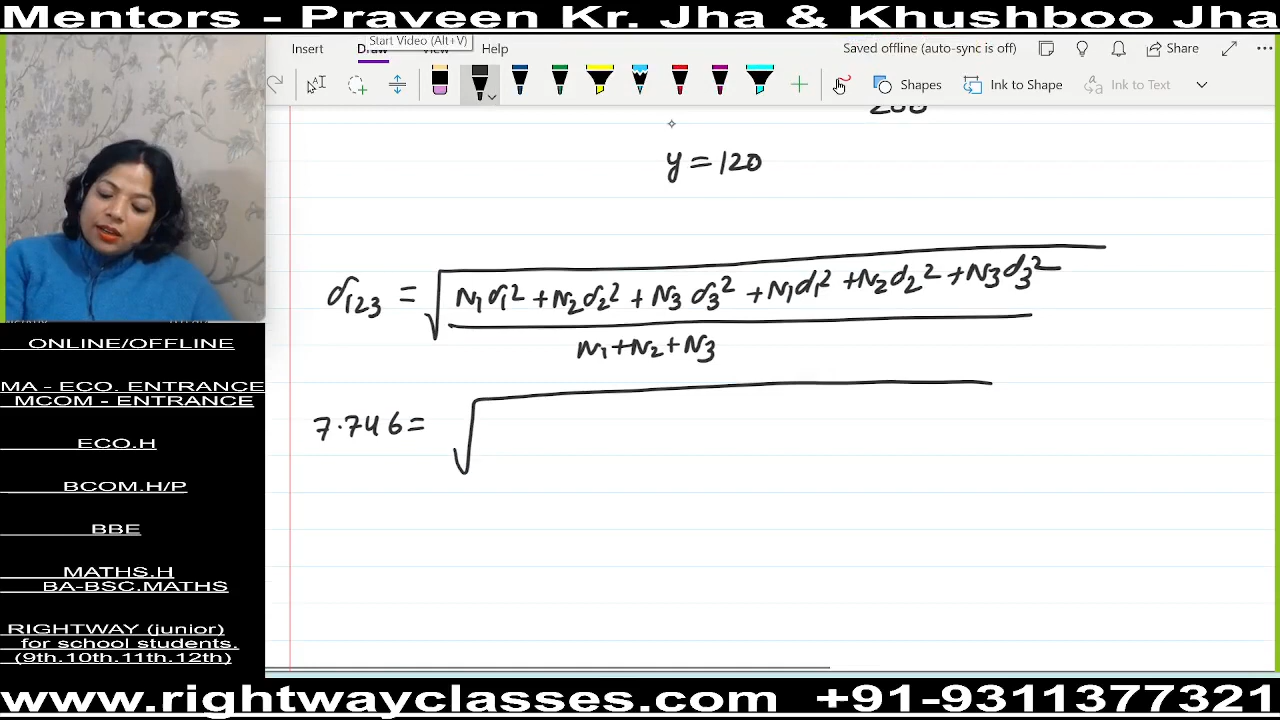 Mentors - Praveen Kr. Jha & Khushboo Jha
Start Video (Alt+V)
Insert Draw View Help Saved offline (auto-sync is off) Share
Shapes Ink to Shape Ink to Text
200
y = 120
σ₁₂₃ = √((N₁σ₁² + N₂σ₂² + N₃σ₃² + N₁d₁² + N₂d₂² + N₃d₃²) / (N₁ + N₂ + N₃))
7.746 = √
ONLINE/OFFLINE
MA - ECO. ENTRANCE
MCOM - ENTRANCE
ECO.H
BCOM.H/P
BBE
MATHS.H
BA-BSC.MATHS
RIGHTWAY (junior)
for school students.
(9th.10th.11th.12th)
www.rightwayclasses.com +91-9311377321